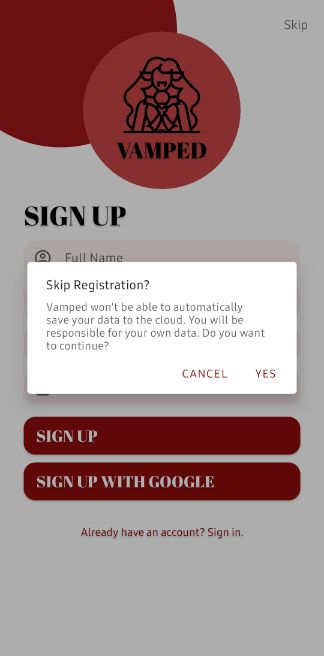 Skip
VAMPED
SIGN UP
Full Name
Skip Registration?
Vamped won't be able to automatically
save your data to the cloud. You will be
responsible for your own data. Do you want
to continue?
CANCEL YES
SIGN UP
SIGN UP WITH GOOGLE
Already have an account? Sign in.